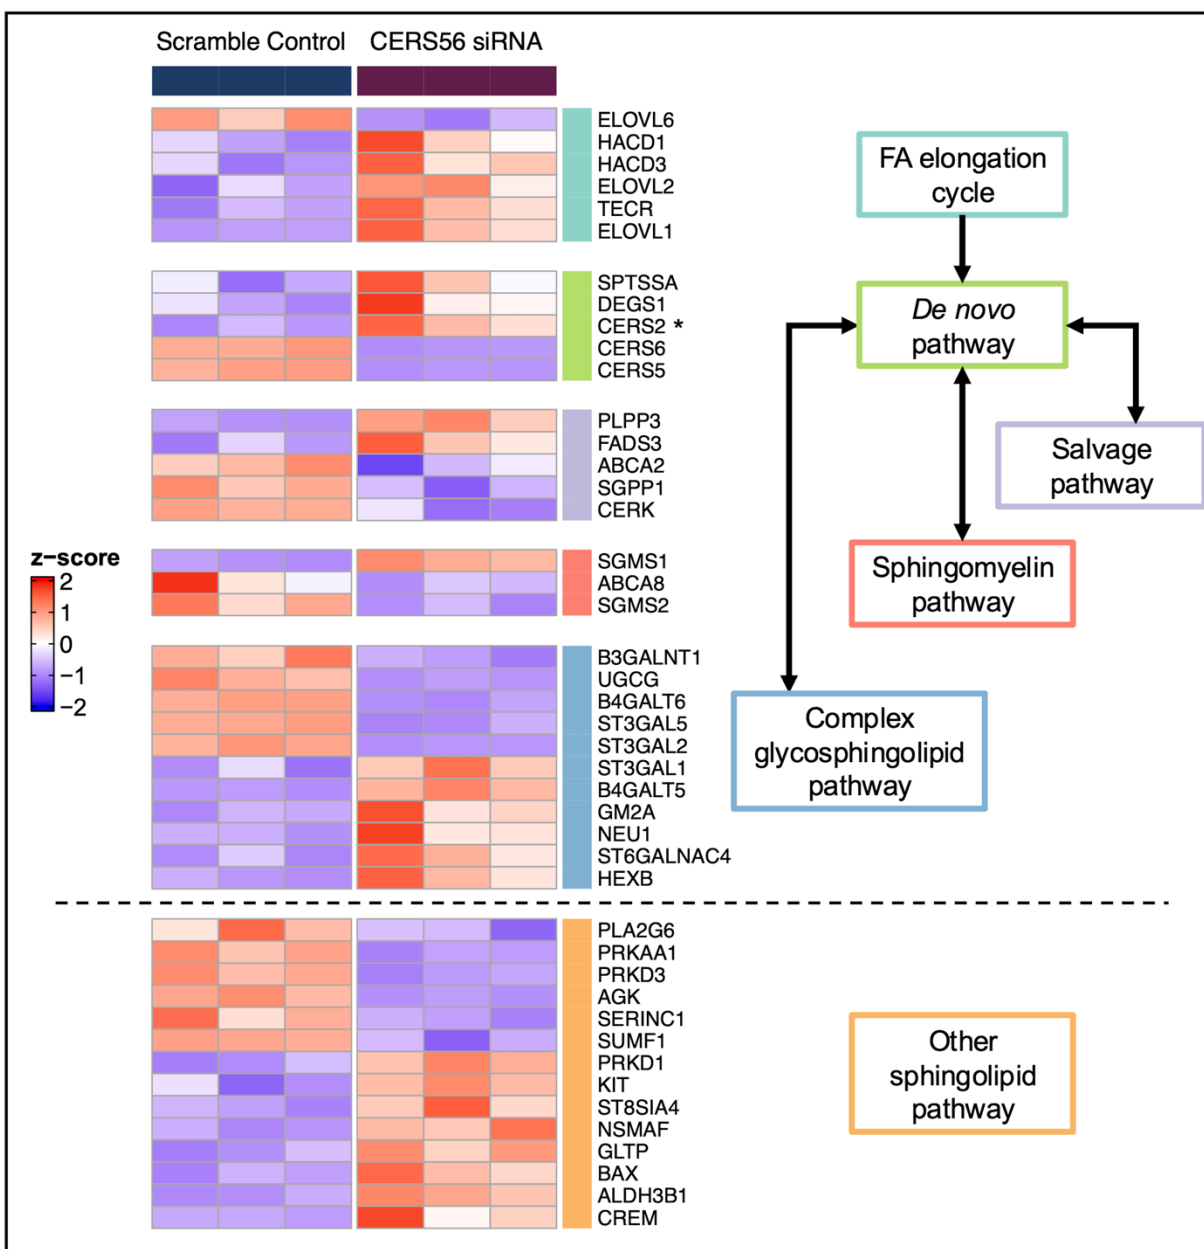 Scramble Control
CERS56 siRNA
ELOVL6
HACD1
HACD3
ELOVL2
TECR
ELOVL1
SPTSSA
DEGS1
CERS2 *
CERS6
CERS5
PLPP3
FADS3
ABCA2
SGPP1
CERK
SGMS1
ABCA8
SGMS2
B3GALNT1
UGCG
B4GALT6
ST3GAL5
ST3GAL2
ST3GAL1
B4GALT5
GM2A
NEU1
ST6GALNAC4
HEXB
PLA2G6
PRKAA1
PRKD3
AGK
SERINC1
SUMF1
PRKD1
KIT
ST8SIA4
NSMAF
GLTP
BAX
ALDH3B1
CREM
z−score
2
1
0
−1
−2
FA elongation
cycle
De novo
pathway
Salvage
pathway
Sphingomyelin
pathway
Complex
glycosphingolipid
pathway
Other
sphingolipid
pathway